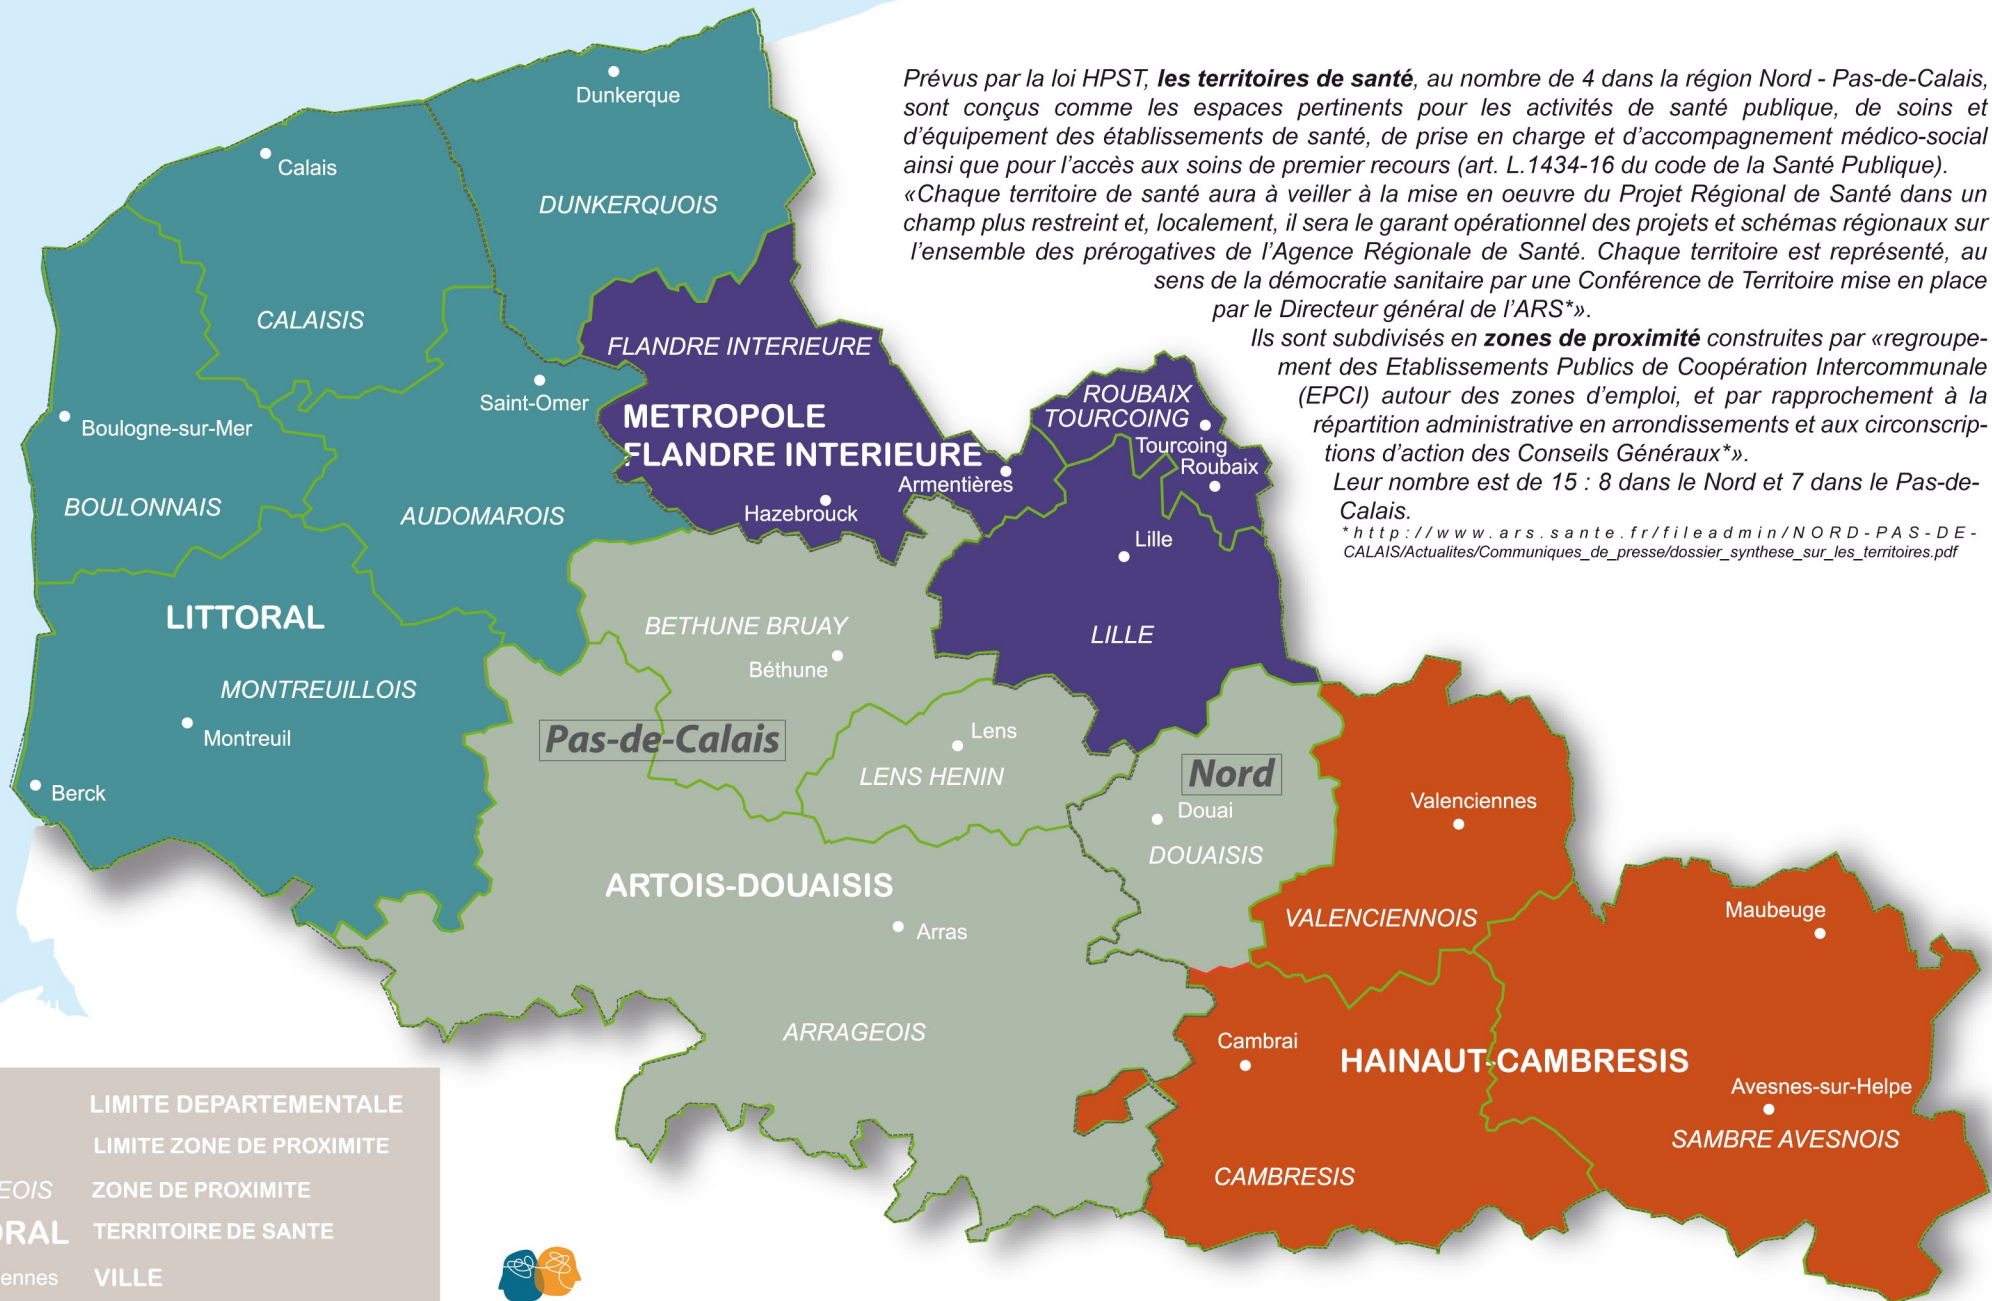 Prévus par la loi HPST, les territoires de santé, au nombre de 4 dans la région Nord - Pas-de-Calais,
sont conçus comme les espaces pertinents pour les activités de santé publique, de soins et
d'équipement des établissements de santé, de prise en charge et d'accompagnement médico-social
ainsi que pour l'accès aux soins de premier recours (art. L.1434-16 du code de la Santé Publique).
«Chaque territoire de santé aura à veiller à la mise en oeuvre du Projet Régional de Santé dans un
champ plus restreint et, localement, il sera le garant opérationnel des projets et schémas régionaux sur
l'ensemble des prérogatives de l'Agence Régionale de Santé. Chaque territoire est représenté, au
sens de la démocratie sanitaire par une Conférence de Territoire mise en place
par le Directeur général de l'ARS*».
Ils sont subdivisés en zones de proximité construites par «regroupe-
ment des Etablissements Publics de Coopération Intercommunale
(EPCI) autour des zones d'emploi, et par rapprochement à la
répartition administrative en arrondissements et aux circonscrip-
tions d'action des Conseils Généraux*».
Leur nombre est de 15 : 8 dans le Nord et 7 dans le Pas-de-
Calais.
*http://www.ars.sante.fr/fileadmin/NORD-PAS-DE-
CALAIS/Actualites/Communiques_de_presse/dossier_synthese_sur_les_territoires.pdf
Dunkerque
Calais
DUNKERQUOIS
CALAISIS
FLANDRE INTERIEURE
Saint-Omer
METROPOLE
FLANDRE INTERIEURE
ROUBAIX
TOURCOING
Tourcoing
Roubaix
Armentières
Boulogne-sur-Mer
BOULONNAIS
AUDOMAROIS
Hazebrouck
Lille
LITTORAL
BETHUNE BRUAY
LILLE
Béthune
MONTREUILLOIS
Montreuil
Pas-de-Calais
Lens
LENS HENIN
Nord
Berck
Douai
DOUAISIS
Valenciennes
ARTOIS-DOUAISIS
Arras
VALENCIENNOIS
Maubeuge
ARRAGEOIS
Cambrai
HAINAUT-CAMBRESIS
Avesnes-sur-Helpe
SAMBRE AVESNOIS
CAMBRESIS
LIMITE DEPARTEMENTALE
LIMITE ZONE DE PROXIMITE
EOIS ZONE DE PROXIMITE
ORAL TERRITOIRE DE SANTE
ennes VILLE